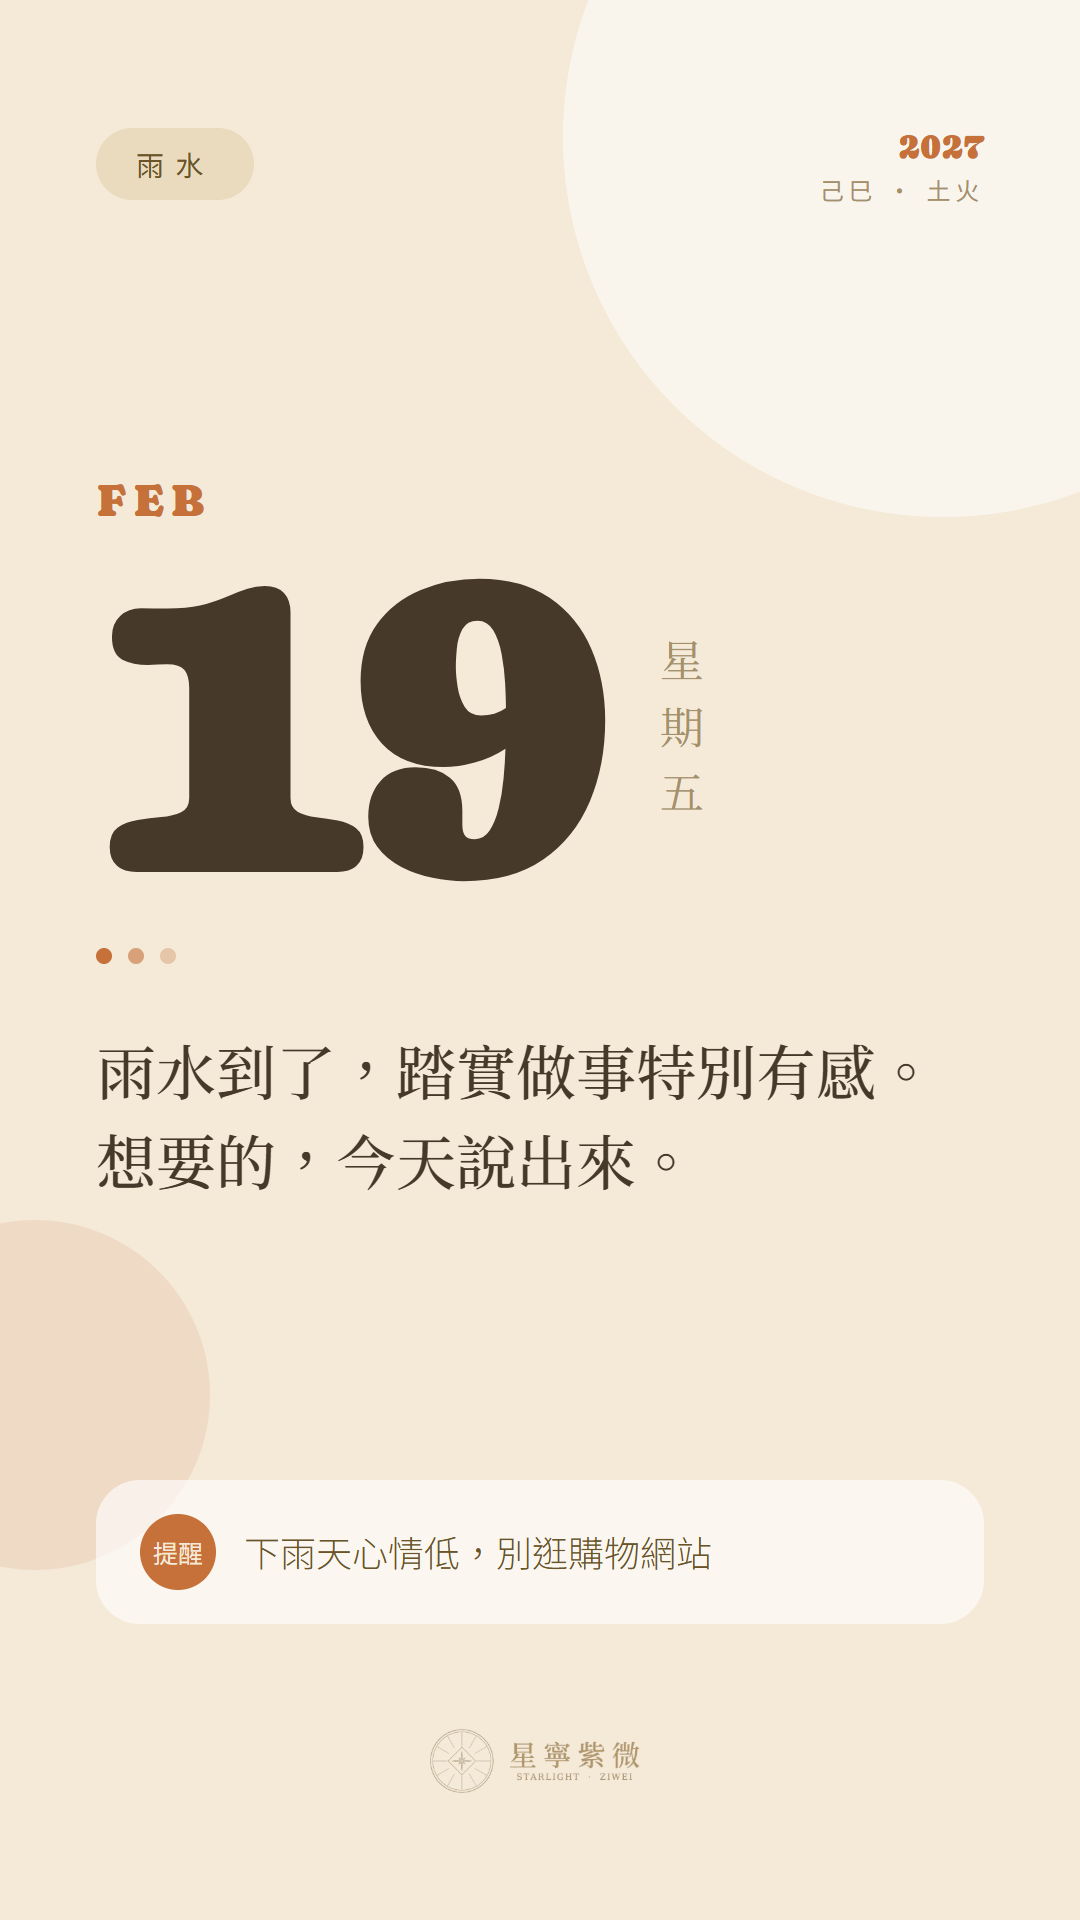 雨水
2027
己巳 · 土火
FEB
19
星期五
雨水到了，踏實做事特別有感。
想要的，今天說出來。
提醒
下雨天心情低，別逛購物網站
星寧紫微
STARLIGHT · ZIWEI